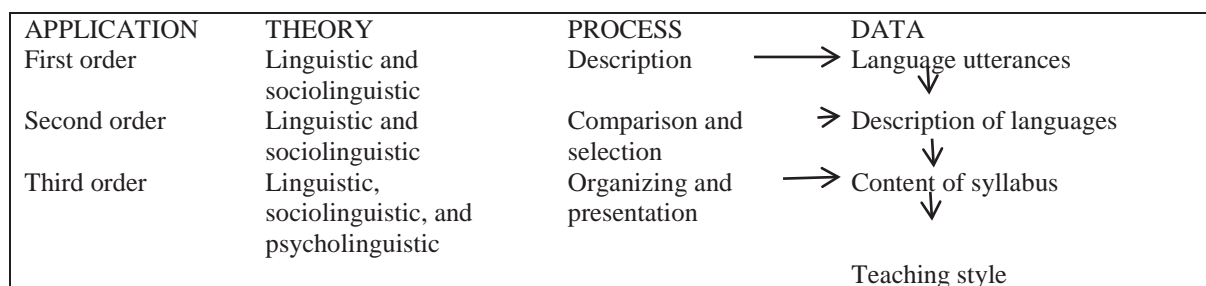 APPLICATION THEORY PROCESS DATA
First order Linguistic and Description Language utterances
sociolinguistic
Second order Linguistic and Comparison and Description of languages
sociolinguistic selection
Third order Linguistic, Organizing and Content of syllabus
sociolinguistic, and presentation
psycholinguistic
Teaching style